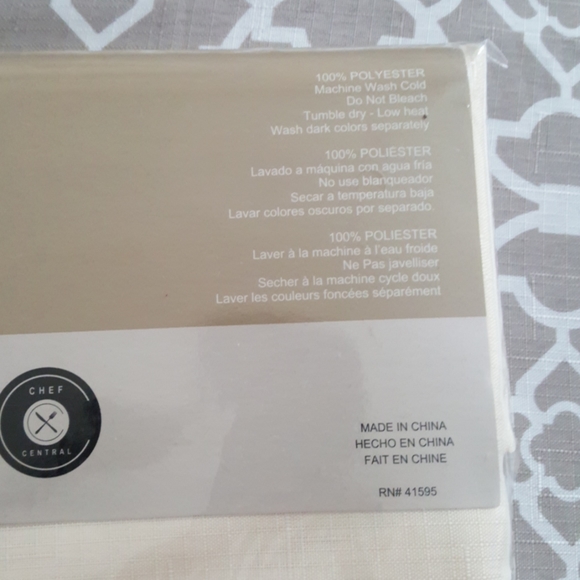 100% POLYESTER
Machine Wash Cold
Do Not Bleach
Tumble dry - Low heat
Wash dark colors separately
100% POLIESTER
Lavado a máquina con agua fria
No use blanqueador
Secar a temperatura baja
Lavar colores oscuros por separado.
100% POLIESTER
Laver à la machine à l'eau froide
Ne Pas javelliser
Secher à la machine cycle doux
Laver les couleurs foncées séparément
CHEF
CENTRAL
MADE IN CHINA
HECHO EN CHINA
FAIT EN CHINE
RN# 41595